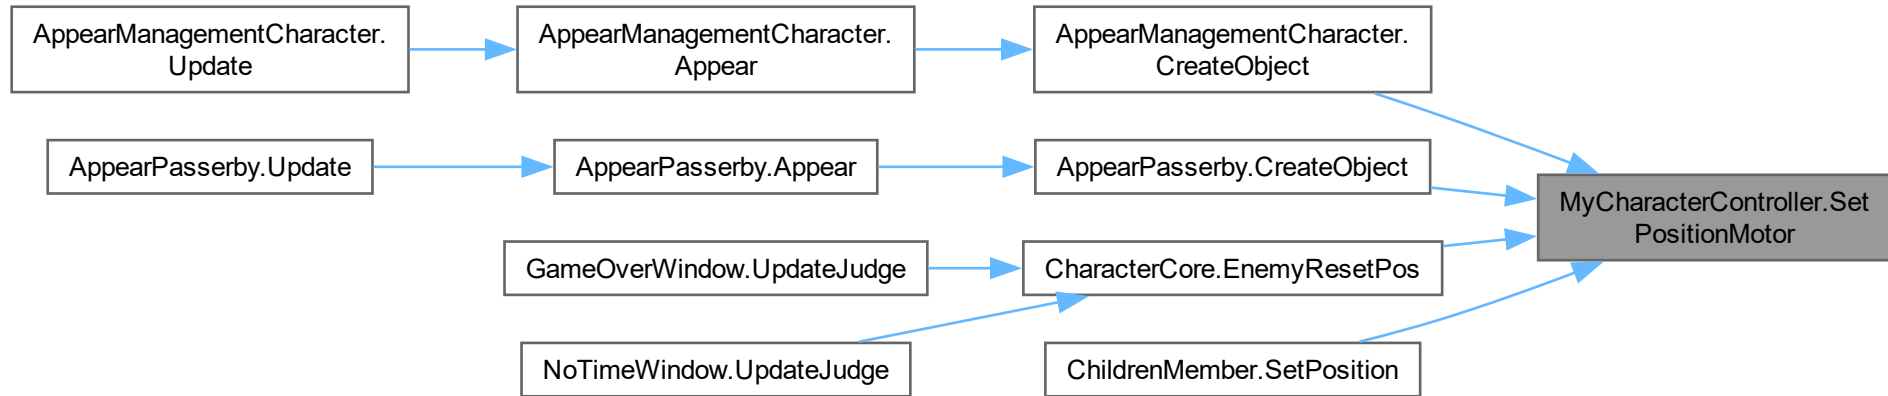 AppearManagementCharacter.
Update
AppearManagementCharacter.
Appear
AppearManagementCharacter.
CreateObject
AppearPasserby.Update
AppearPasserby.Appear
AppearPasserby.CreateObject
MyCharacterController.Set
PositionMotor
GameOverWindow.UpdateJudge
CharacterCore.EnemyResetPos
NoTimeWindow.UpdateJudge
ChildrenMember.SetPosition